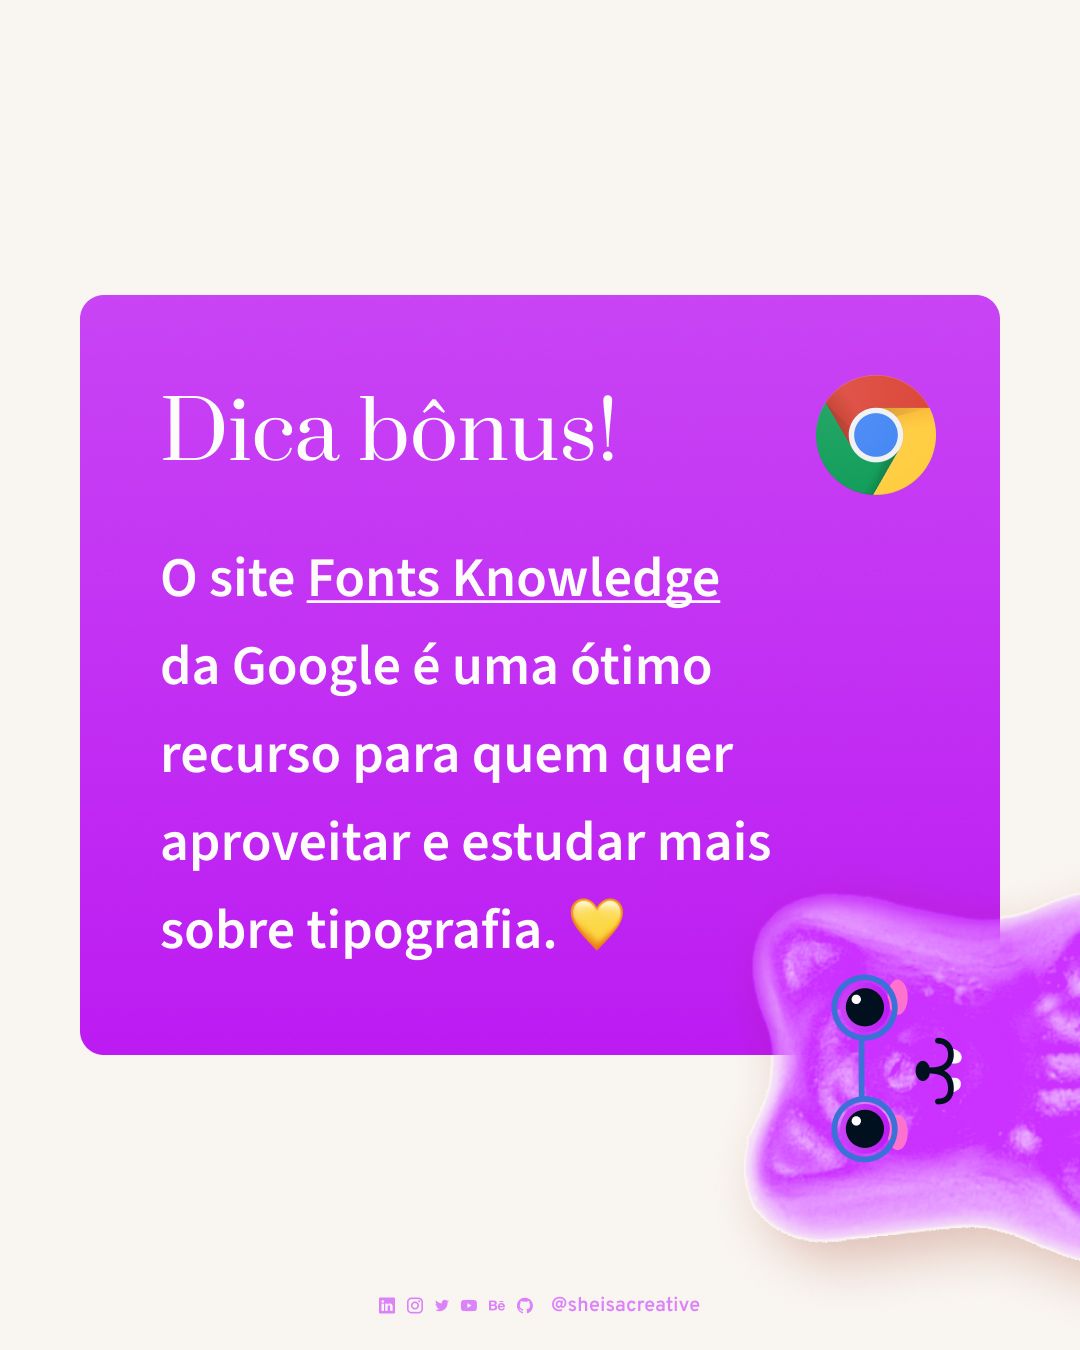 Dica bônus!
O site Fonts Knowledge
da Google é uma ótimo
recurso para quem quer
aproveitar e estudar mais
sobre tipografia. 💛
@sheisacreative